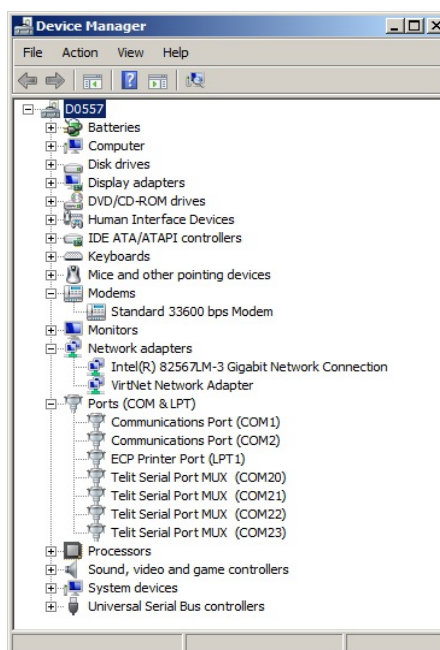 Device Manager
File Action View Help
D0557
Batteries
Computer
Disk drives
Display adapters
DVD/CD-ROM drives
Human Interface Devices
IDE ATA/ATAPI controllers
Keyboards
Mice and other pointing devices
Modems
Standard 33600 bps Modem
Monitors
Network adapters
Intel(R) 82567LM-3 Gigabit Network Connection
VirtNet Network Adapter
Ports (COM & LPT)
Communications Port (COM1)
Communications Port (COM2)
ECP Printer Port (LPT1)
Telit Serial Port MUX (COM20)
Telit Serial Port MUX (COM21)
Telit Serial Port MUX (COM22)
Telit Serial Port MUX (COM23)
Processors
Sound, video and game controllers
System devices
Universal Serial Bus controllers